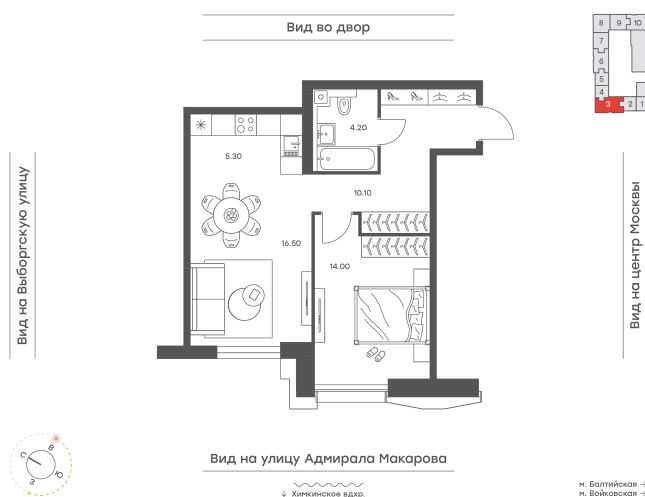 Вид во двор
8 9 10
7
6
5
4
3 2 1
4.20
5.30
10.10
16.50
14.00
Вид на Выборгскую улицу
Вид на центр Москвы
Вид на улицу Адмирала Макарова
↓ Химкинское вдхр.
С В Ю З
м. Балтийская
м. Войковская